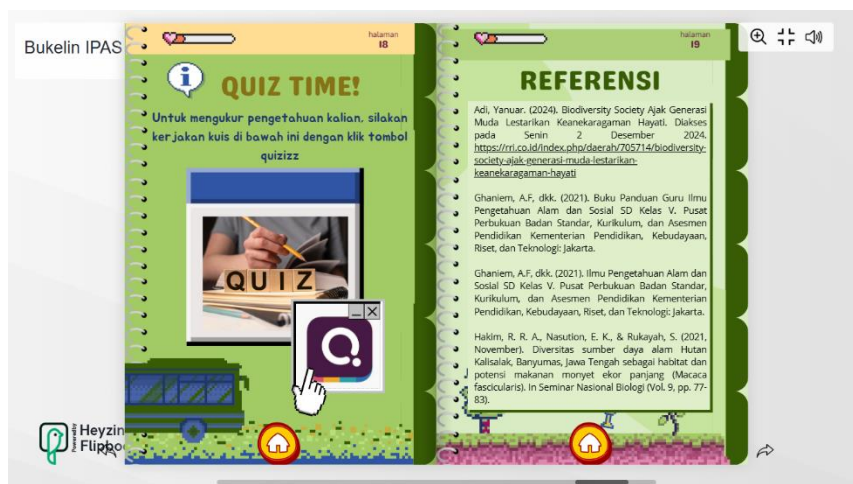 Bukelin IPAS
halaman
18
QUIZ TIME!
Untuk mengukur pengetahuan kalian, silakan
kerjakan kuis di bawah ini dengan klik tombol
quizizz
QUIZ
Heyzin
Flipbo
halaman
19
REFERENSI
Adi, Yanuar. (2024). Biodiversity Society Ajak Generasi
Muda Lestarikan Keanekaragaman Hayati. Diakses
pada Senin 2 Desember 2024.
https://rri.co.id/index.php/daerah/705714/biodiversity-
society-ajak-generasi-muda-lestarikan-
keanekaragaman-hayati
Ghaniem, A.F, dkk. (2021). Buku Panduan Guru Ilmu
Pengetahuan Alam dan Sosial SD Kelas V. Pusat
Perbukuan Badan Standar, Kurikulum, dan Asesmen
Pendidikan Kementerian Pendidikan, Kebudayaan,
Riset, dan Teknologi: Jakarta.
Ghaniem, A.F, dkk. (2021). Ilmu Pengetahuan Alam dan
Sosial SD Kelas V. Pusat Perbukuan Badan Standar,
Kurikulum, dan Asesmen Pendidikan Kementerian
Pendidikan, Kebudayaan, Riset, dan Teknologi: Jakarta.
Hakim, R. R. A., Nasution, E. K., & Rukayah, S. (2021,
November). Diversitas sumber daya alam Hutan
Kalisalak, Banyumas, Jawa Tengah sebagai habitat dan
potensi makanan monyet ekor panjang (Macaca
fascicularis). In Seminar Nasional Biologi (Vol. 9, pp. 77-
83).